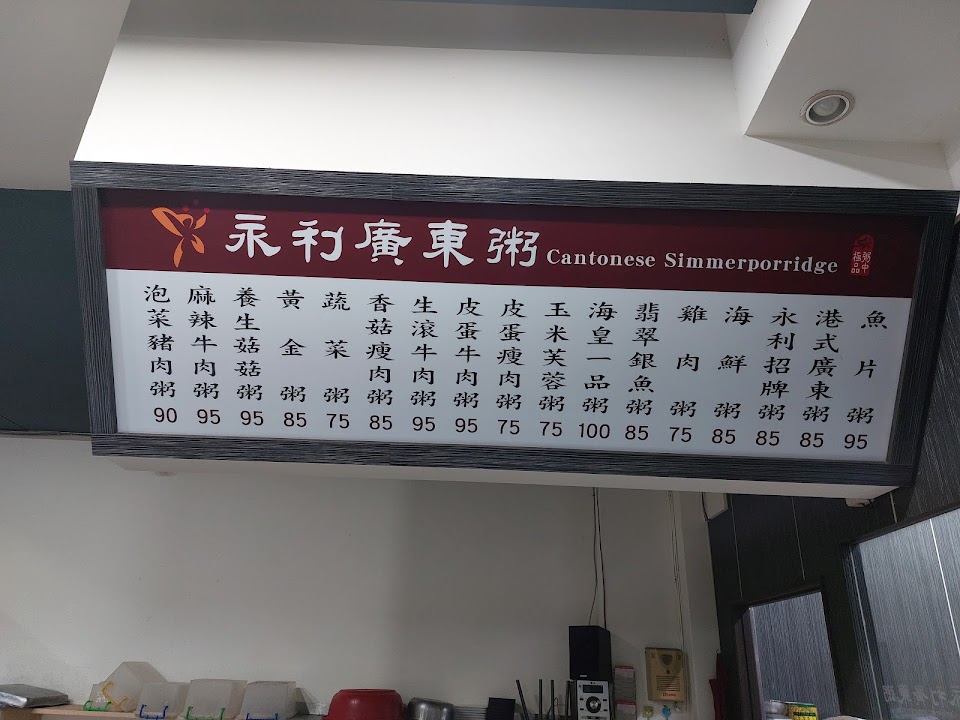 永利廣東粥 Cantonese Simmerporridge
粥中極品
魚片粥 95
港式廣東粥 85
永利招牌粥 85
海鮮粥 85
雞肉粥 75
翡翠銀魚粥 85
海皇一品粥 100
玉米芙蓉粥 75
皮蛋瘦肉粥 75
皮蛋牛肉粥 95
生滾牛肉粥 95
香菇瘦肉粥 85
蔬菜粥 75
黃金粥 85
養生菇菇粥 95
麻辣牛肉粥 95
泡菜豬肉粥 90